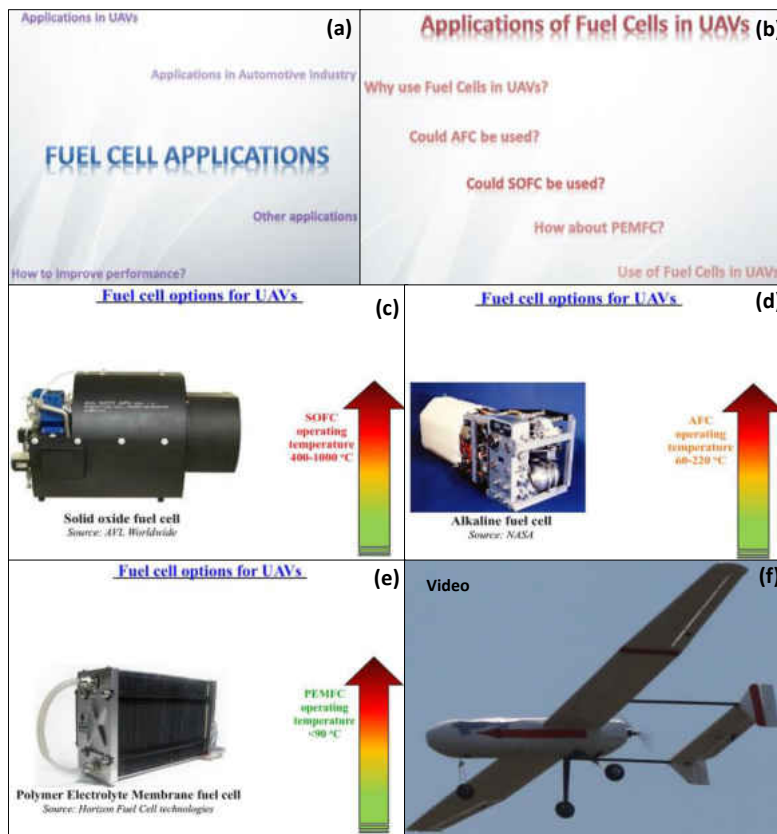 (a)
Applications in UAVs
Applications in Automotive Industry
FUEL CELL APPLICATIONS
Other applications
How to improve performance?
(b)
Applications of Fuel Cells in UAVs
Why use Fuel Cells in UAVs?
Could AFC be used?
Could SOFC be used?
How about PEMFC?
Use of Fuel Cells in UAVs
Fuel cell options for UAVs
(c)
SOFC
operating
temperature
400-1000 °C
Solid oxide fuel cell
Source: AVL Worldwide
Fuel cell options for UAVs
(d)
AFC
operating
temperature
60-220 °C
Alkaline fuel cell
Source: NASA
Fuel cell options for UAVs
(e)
PEMFC
operating
temperature
<90 °C
Polymer Electrolyte Membrane fuel cell
Source: Horizon Fuel Cell technologies
Video
(f)